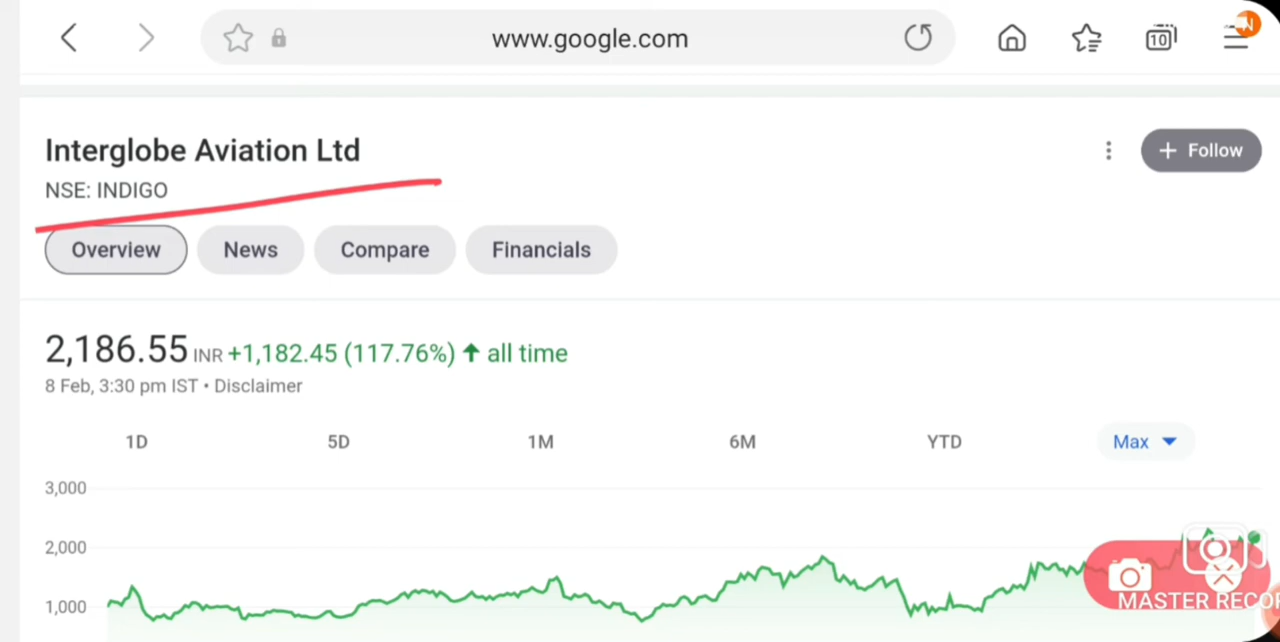 www.google.com
10
N
Interglobe Aviation Ltd
NSE: INDIGO
+ Follow
Overview News Compare Financials
2,186.55 INR +1,182.45 (117.76%) ↑ all time
8 Feb, 3:30 pm IST • Disclaimer
1D 5D 1M 6M YTD Max
3,000
2,000
1,000
MASTER RECOR